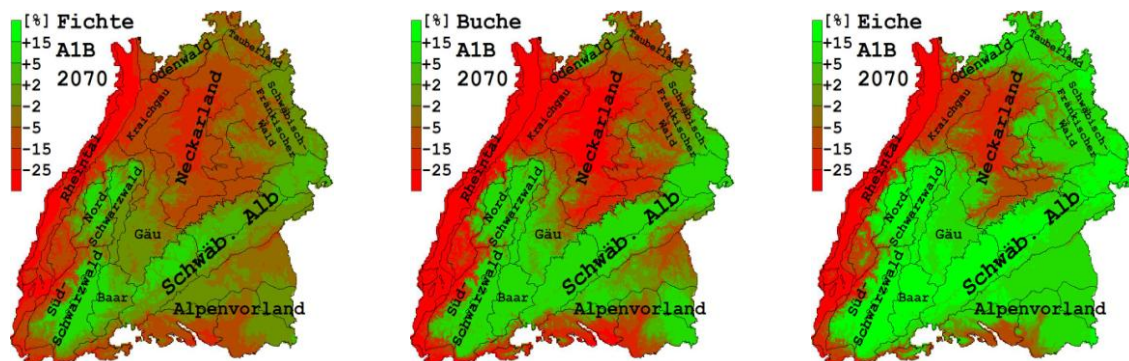 [%] Fichte
+15 A1B
+5
+2 2070
-2
-5
-15
-25
Odenwald
Tauberland
Kraichgau
Neckarland
Schwäbisch-
Fränkischer
Wald
Rheintal
Nord-
Schwarzwald
Gäu
Schwäb. Alb
Süd-
Schwarzwald
Baar
Alpenvorland
[%] Buche
+15 A1B
+5
+2 2070
-2
-5
-15
-25
Odenwald
Tauberland
Kraichgau
Neckarland
Schwäbisch-
Fränkischer
Wald
Rheintal
Nord-
Schwarzwald
Gäu
Schwäb. Alb
Süd-
Schwarzwald
Baar
Alpenvorland
[%] Eiche
+15 A1B
+5
+2 2070
-2
-5
-15
-25
Odenwald
Tauberland
Kraichgau
Neckarland
Schwäbisch-
Fränkischer
Wald
Rheintal
Nord-
Schwarzwald
Gäu
Schwäb. Alb
Süd-
Schwarzwald
Baar
Alpenvorland